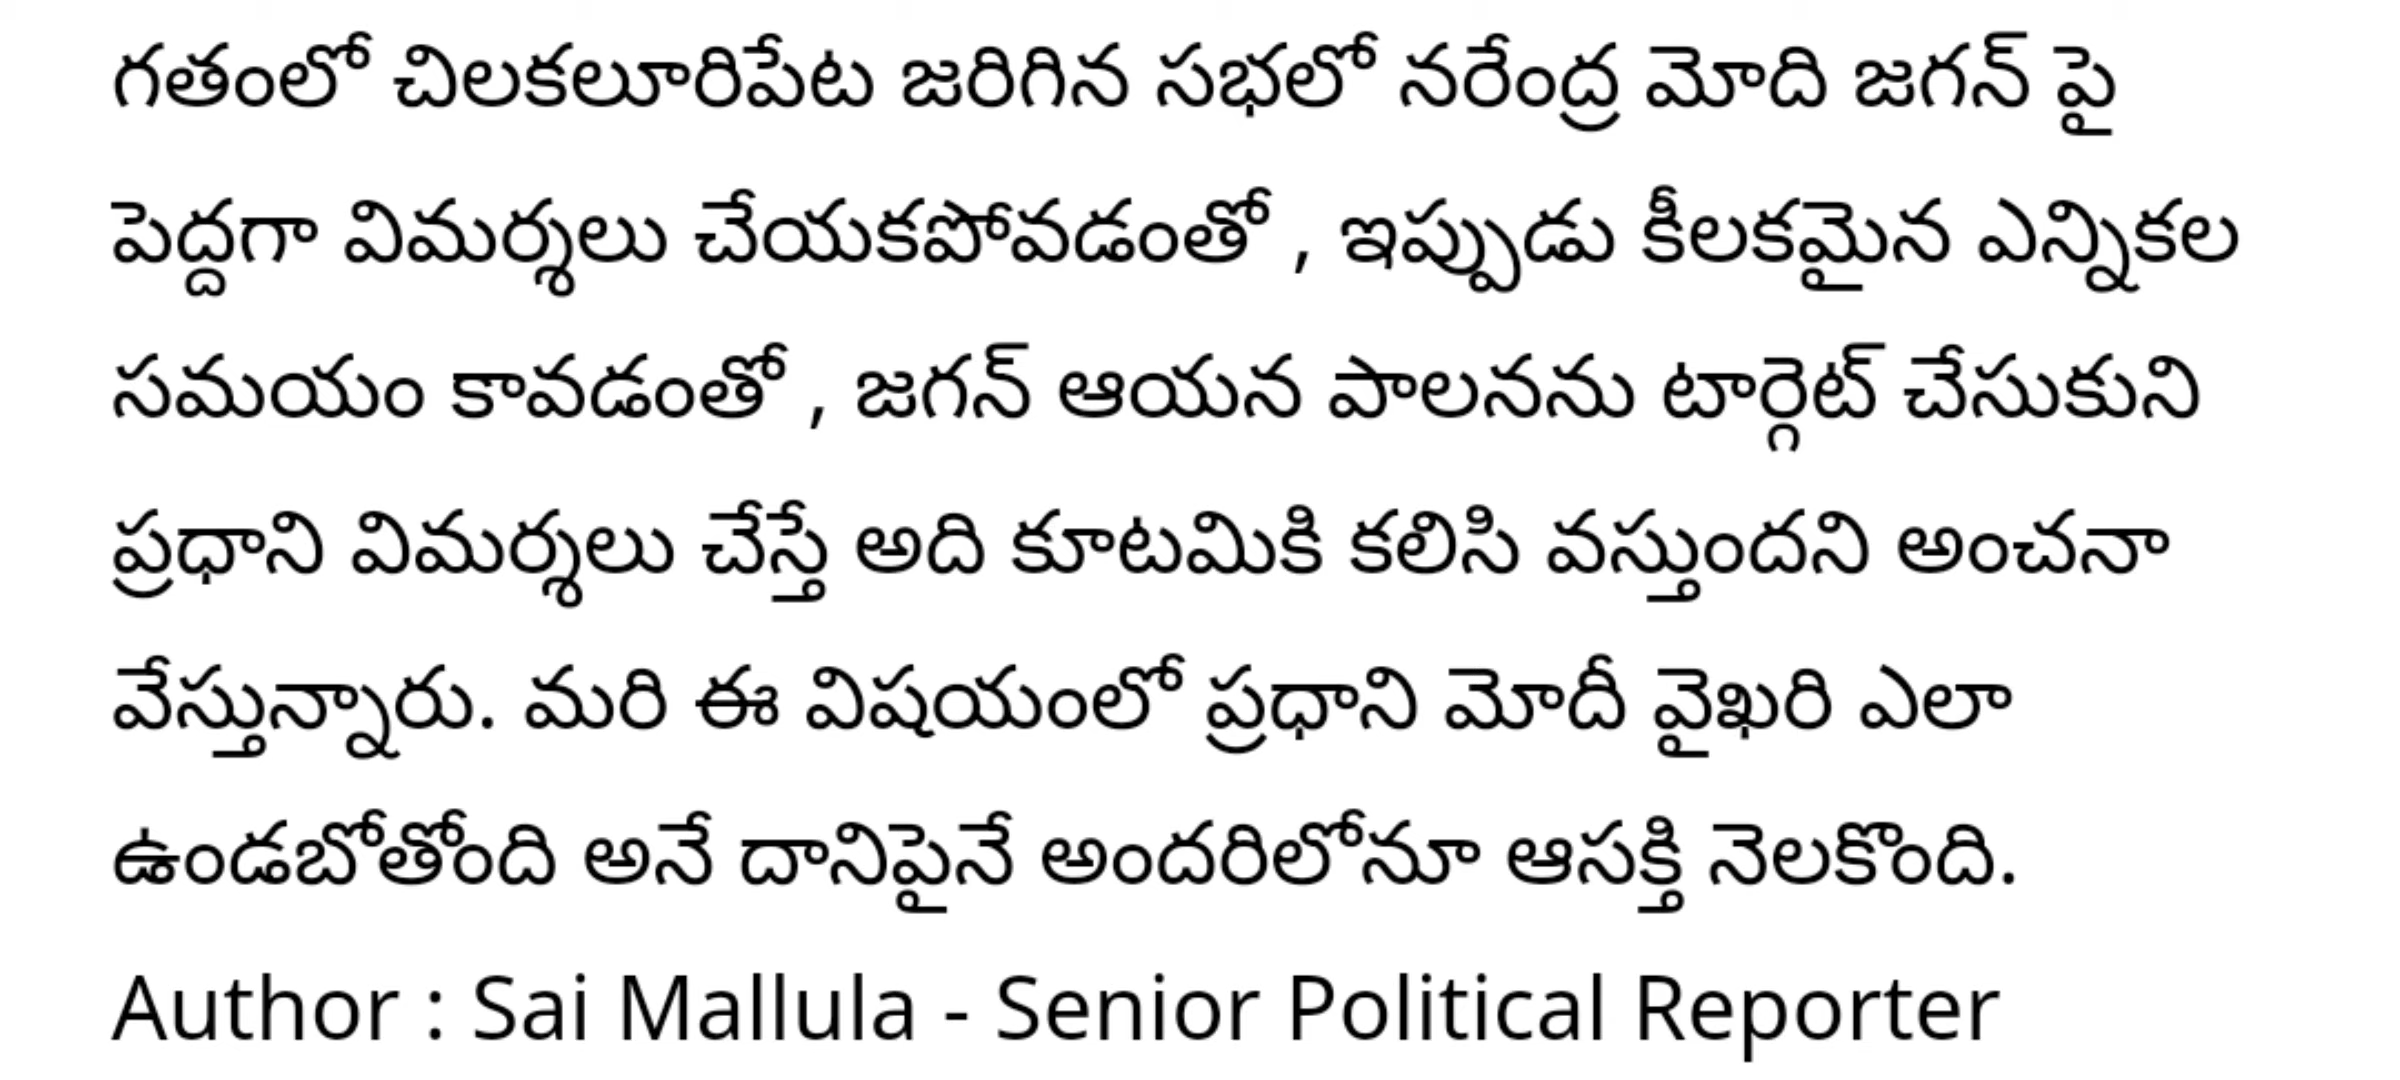 గతంలో చిలకలూరిపేట జరిగిన సభలో నరేంద్ర మోది జగన్ పై
పెద్దగా విమర్శలు చేయకపోవడంతో , ఇప్పుడు కీలకమైన ఎన్నికల
సమయం కావడంతో , జగన్ ఆయన పాలనను టార్గెట్ చేసుకుని
ప్రధాని విమర్శలు చేస్తే అది కూటమికి కలిసి వస్తుందని అంచనా
వేస్తున్నారు. మరి ఈ విషయంలో ప్రధాని మోదీ వైఖరి ఎలా
ఉండబోతోంది అనే దానిపైనే అందరిలోనూ ఆసక్తి నెలకొంది.
Author : Sai Mallula - Senior Political Reporter